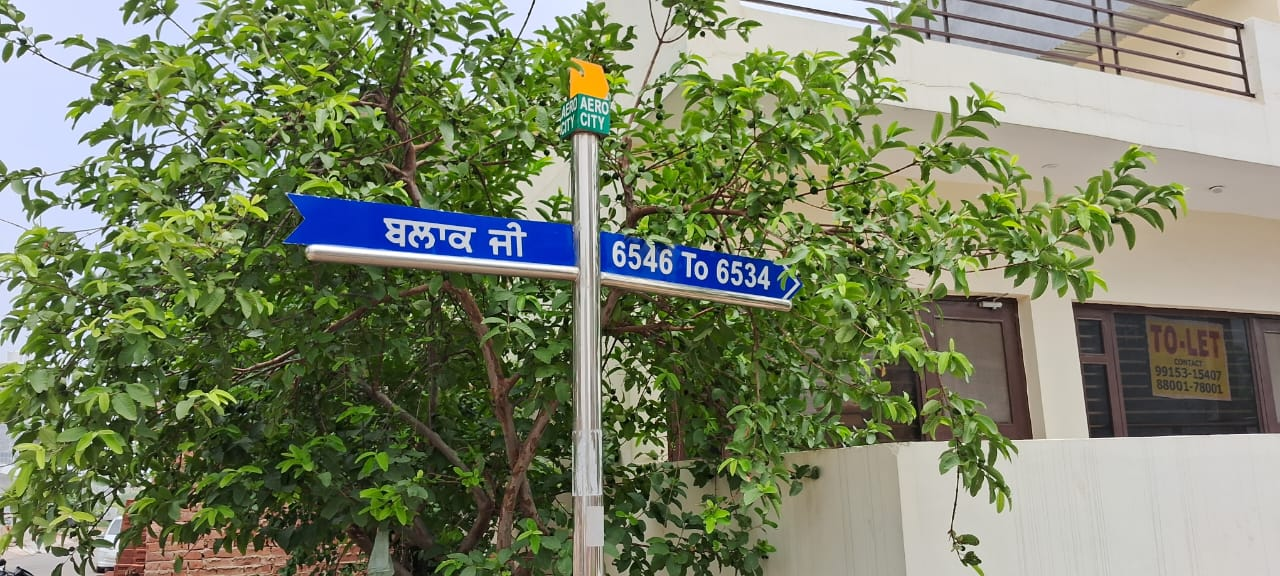 AERO CITY
AERO CITY
ਬਲਾਕ ਜੀ
6546 To 6534
TO-LET
CONTACT
99153-15407
88001-78001